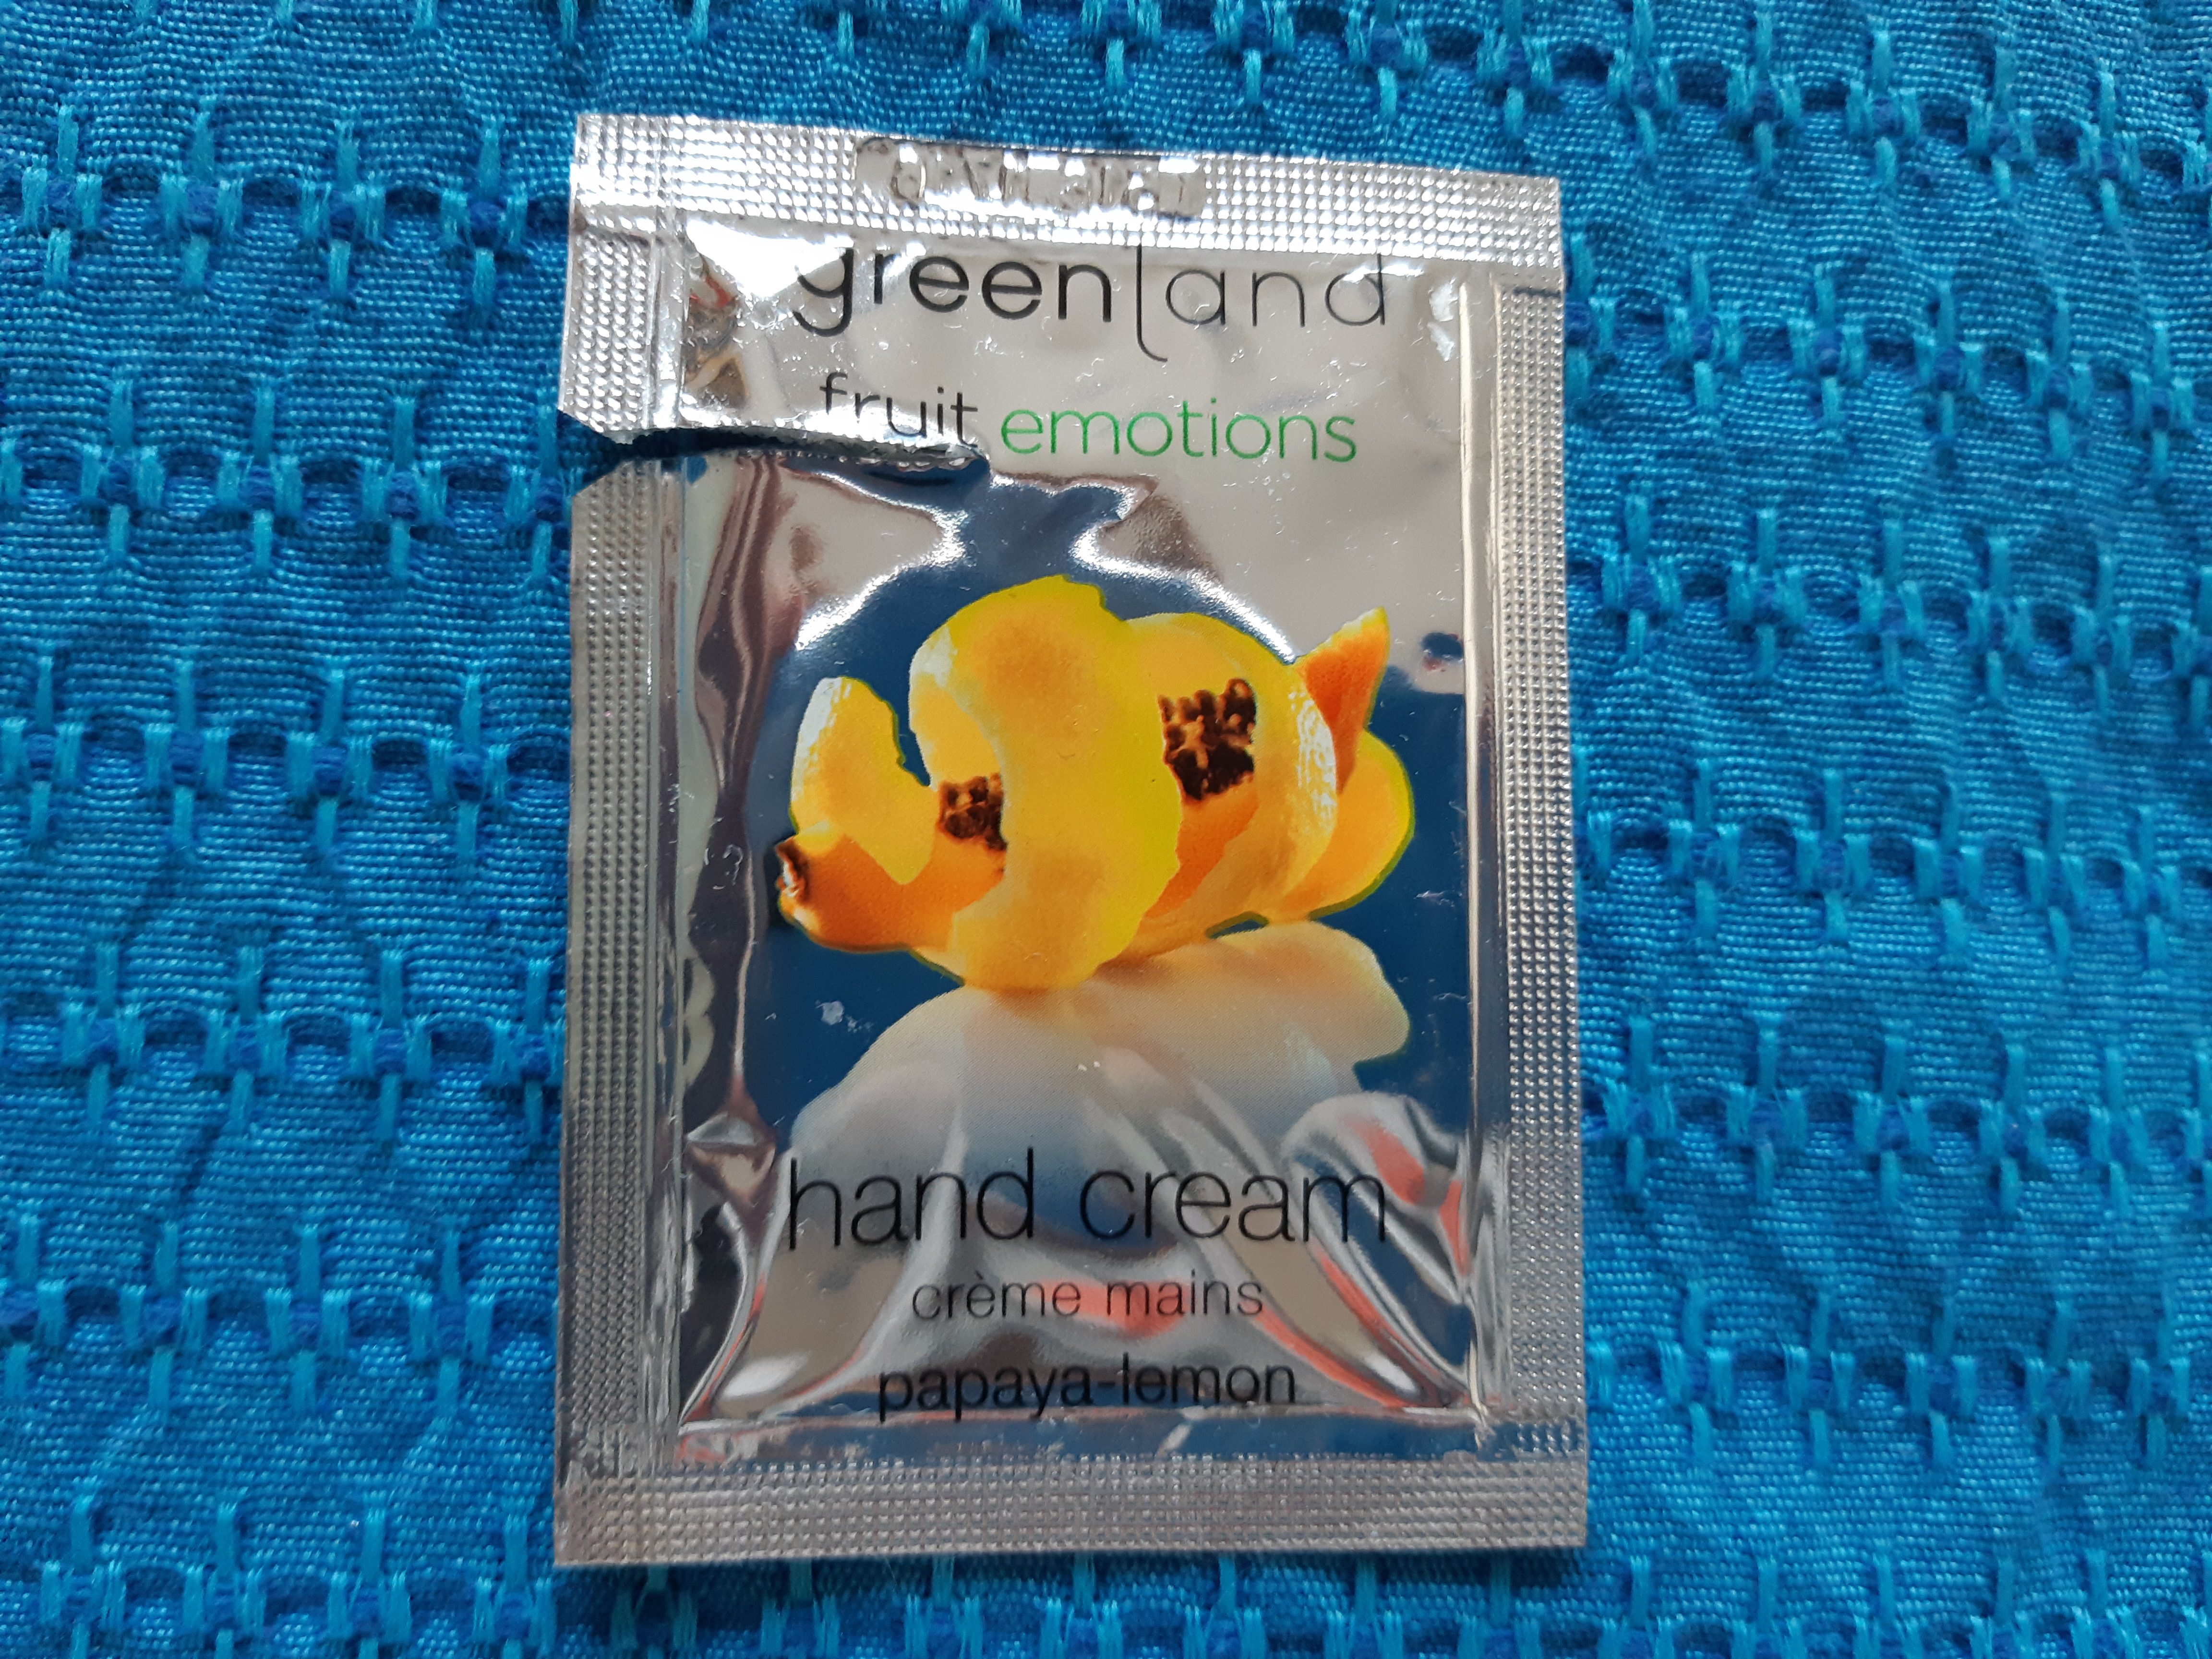 greenland
fruit emotions
hand cream
crème mains
papaya-lemon